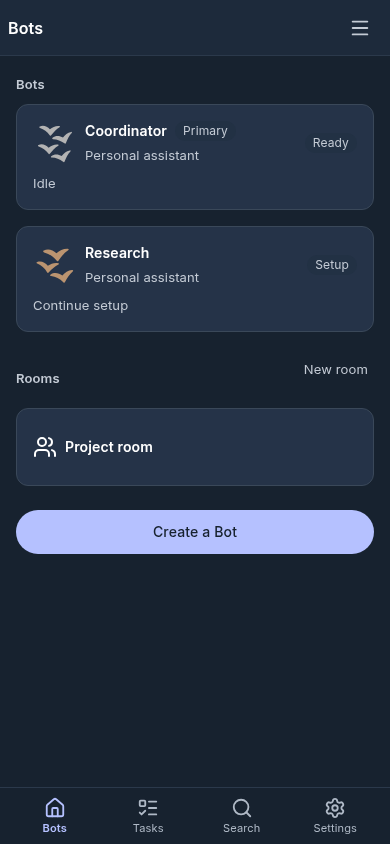 Bots
Bots
Coordinator Primary
Ready
Personal assistant
Idle
Research
Setup
Personal assistant
Continue setup
Rooms
New room
Project room
Create a Bot
Bots Tasks Search Settings